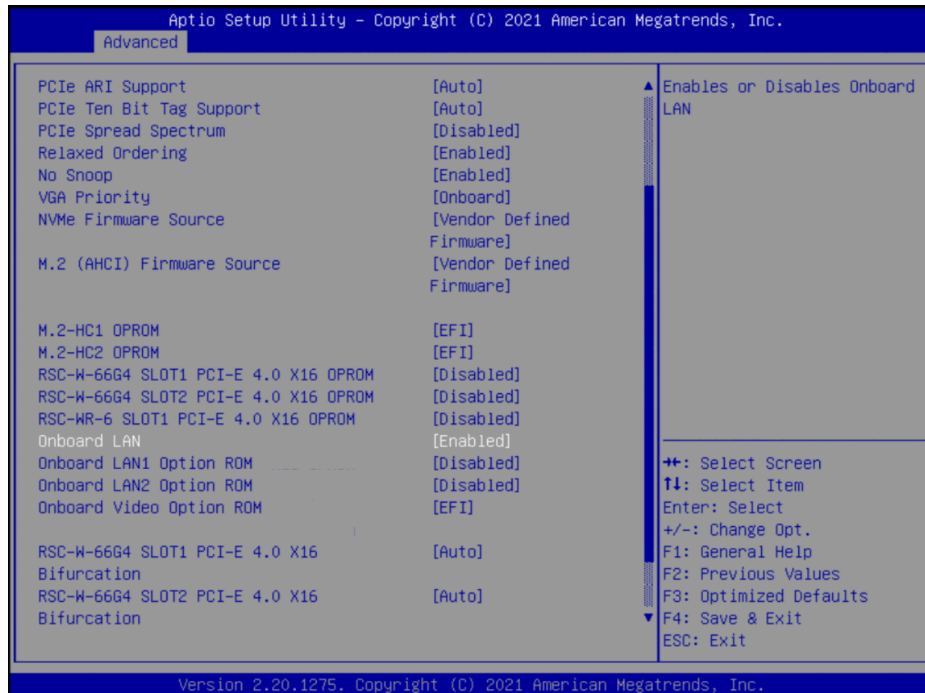 Aptio Setup Utility – Copyright (C) 2021 American Megatrends, Inc.
Advanced
PCIe ARI Support [Auto]
PCIe Ten Bit Tag Support [Auto]
PCIe Spread Spectrum [Disabled]
Relaxed Ordering [Enabled]
No Snoop [Enabled]
VGA Priority [Onboard]
NVMe Firmware Source [Vendor Defined
Firmware]
M.2 (AHCI) Firmware Source [Vendor Defined
Firmware]
M.2-HC1 OPROM [EFI]
M.2-HC2 OPROM [EFI]
RSC-W-66G4 SLOT1 PCI-E 4.0 X16 OPROM [Disabled]
RSC-W-66G4 SLOT2 PCI-E 4.0 X16 OPROM [Disabled]
RSC-WR-6 SLOT1 PCI-E 4.0 X16 OPROM [Disabled]
Onboard LAN [Enabled]
Onboard LAN1 Option ROM [Disabled]
Onboard LAN2 Option ROM [Disabled]
Onboard Video Option ROM [EFI]
RSC-W-66G4 SLOT1 PCI-E 4.0 X16 [Auto]
Bifurcation
RSC-W-66G4 SLOT2 PCI-E 4.0 X16 [Auto]
Bifurcation
Enables or Disables Onboard
LAN
→←: Select Screen
↑↓: Select Item
Enter: Select
+/-: Change Opt.
F1: General Help
F2: Previous Values
F3: Optimized Defaults
F4: Save & Exit
ESC: Exit
Version 2.20.1275. Copyright (C) 2021 American Megatrends, Inc.